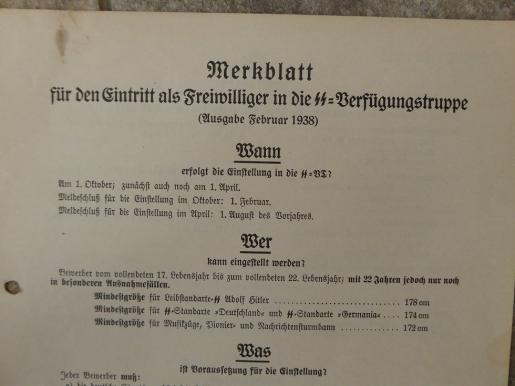 Merkblatt
für den Eintritt als Freiwilliger in die SS-Verfügungstruppe
(Ausgabe Februar 1938)
Wann
erfolgt die Einstellung in die SS-VT?
Am 1. Oktober; zunächst auch noch am 1. April.
Meldeschluß für die Einstellung im Oktober: 1. Februar.
Meldeschluß für die Einstellung im April: 1. August des Vorjahres.
Wer
kann eingestellt werden?
Bewerber vom vollendeten 17. Lebensjahr bis zum vollendeten 22. Lebensjahr; mit 22 Jahren jedoch nur noch
in besonderen Ausnahmefällen.
Mindestgröße für Leibstandarte-SS Adolf Hitler ........ 178 cm
Mindestgröße für SS-Standarte »Deutschland« und SS-Standarte »Germania« .... 174 cm
Mindestgröße für Musikzüge, Pionier- und Nachrichtensturmbann ........ 172 cm
Was
ist Voraussetzung für die Einstellung?
Jeder Bewerber muß: